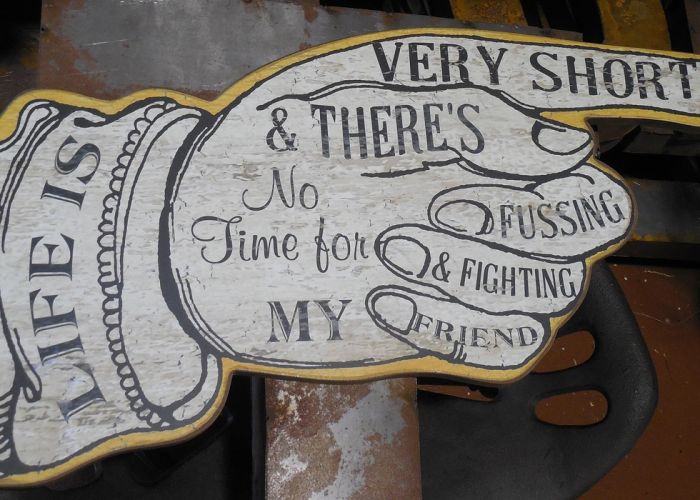 LIFE IS
VERY SHORT
& THERE'S
No
Time for
FUSSING
& FIGHTING
MY FRIEND